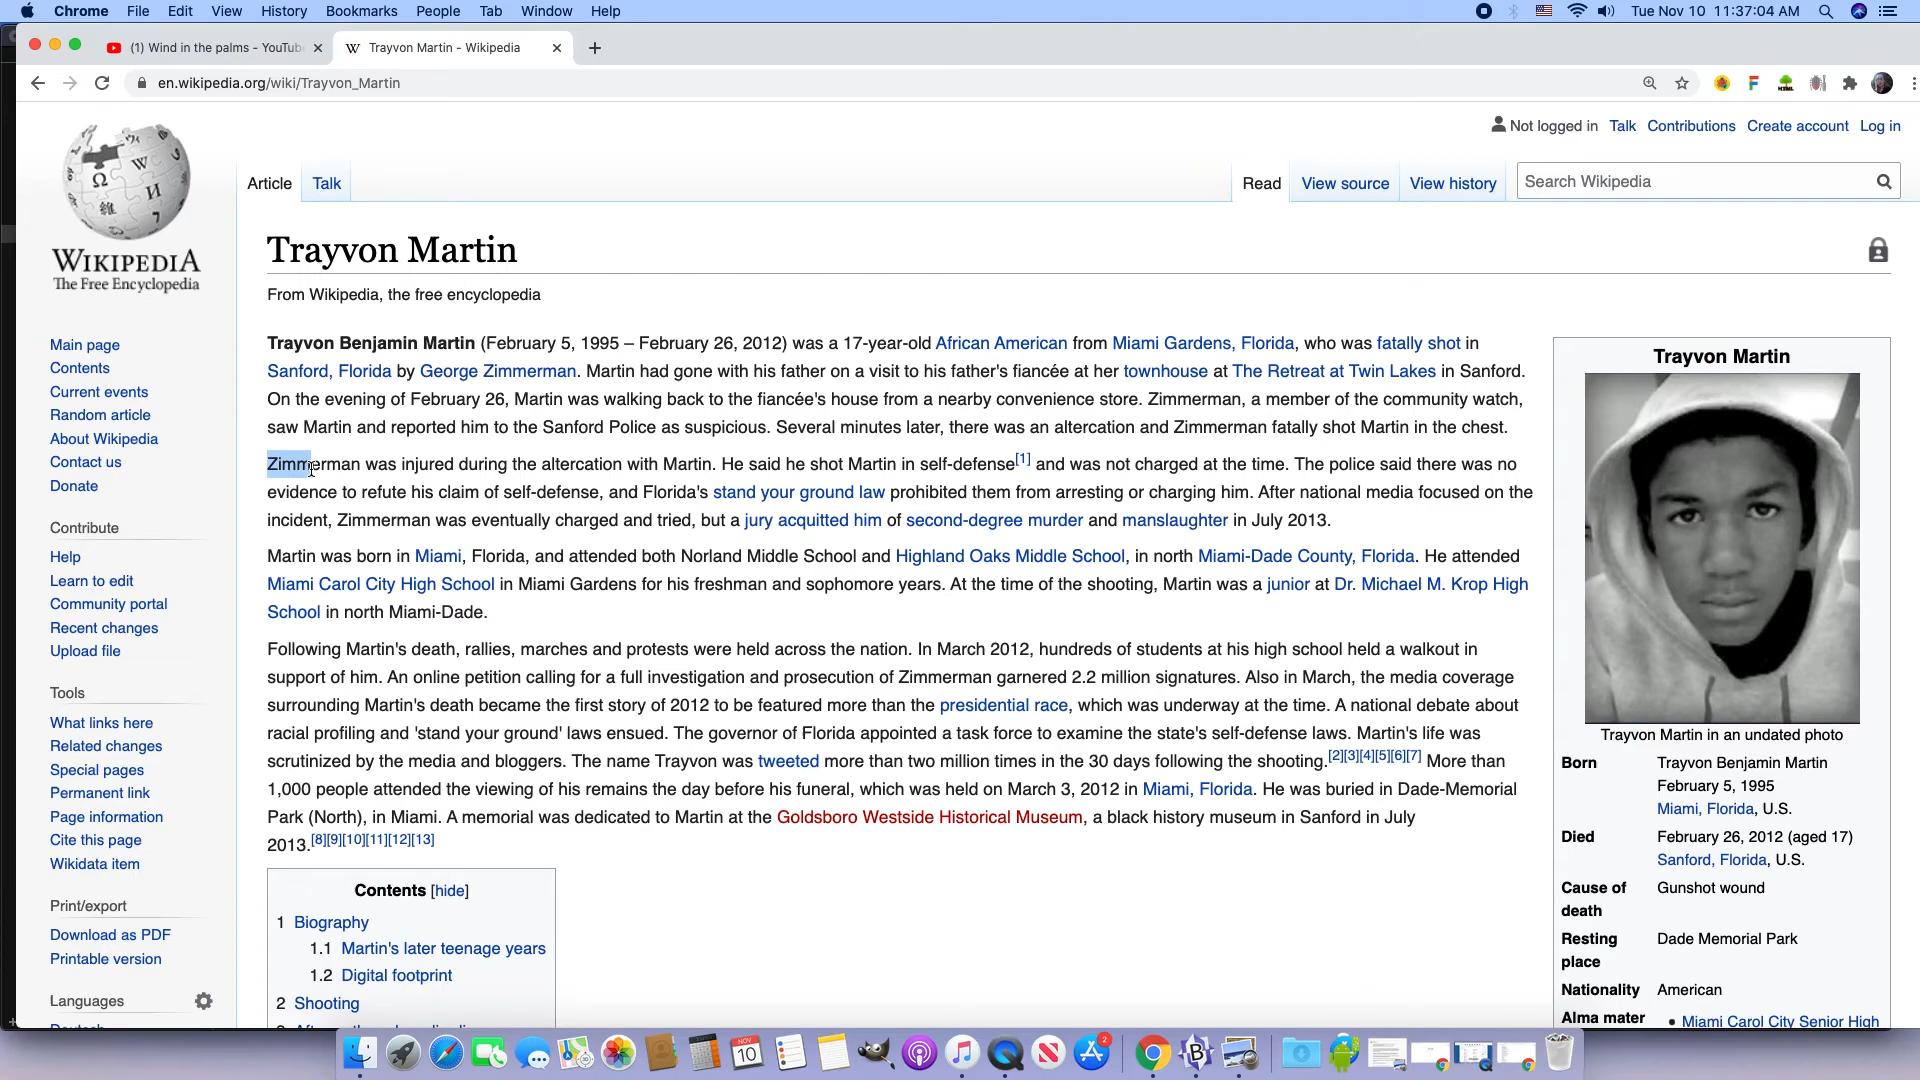 Chrome File Edit View History Bookmarks People Tab Window Help
Tue Nov 10 11:37:04 AM
(1) Wind in the palms - YouTub
Trayvon Martin - Wikipedia
en.wikipedia.org/wiki/Trayvon_Martin
Not logged in Talk Contributions Create account Log in
Article Talk
Read View source View history
Search Wikipedia
WIKIPEDIA
The Free Encyclopedia
Main page
Contents
Current events
Random article
About Wikipedia
Contact us
Donate
Contribute
Help
Learn to edit
Community portal
Recent changes
Upload file
Tools
What links here
Related changes
Special pages
Permanent link
Page information
Cite this page
Wikidata item
Print/export
Download as PDF
Printable version
Languages
Trayvon Martin
From Wikipedia, the free encyclopedia
Trayvon Benjamin Martin (February 5, 1995 – February 26, 2012) was a 17-year-old African American from Miami Gardens, Florida, who was fatally shot in
Sanford, Florida by George Zimmerman. Martin had gone with his father on a visit to his father's fiancée at her townhouse at The Retreat at Twin Lakes in Sanford.
On the evening of February 26, Martin was walking back to the fiancée's house from a nearby convenience store. Zimmerman, a member of the community watch,
saw Martin and reported him to the Sanford Police as suspicious. Several minutes later, there was an altercation and Zimmerman fatally shot Martin in the chest.
Zimmerman was injured during the altercation with Martin. He said he shot Martin in self-defense[1] and was not charged at the time. The police said there was no
evidence to refute his claim of self-defense, and Florida's stand your ground law prohibited them from arresting or charging him. After national media focused on the
incident, Zimmerman was eventually charged and tried, but a jury acquitted him of second-degree murder and manslaughter in July 2013.
Martin was born in Miami, Florida, and attended both Norland Middle School and Highland Oaks Middle School, in north Miami-Dade County, Florida. He attended
Miami Carol City High School in Miami Gardens for his freshman and sophomore years. At the time of the shooting, Martin was a junior at Dr. Michael M. Krop High
School in north Miami-Dade.
Following Martin's death, rallies, marches and protests were held across the nation. In March 2012, hundreds of students at his high school held a walkout in
support of him. An online petition calling for a full investigation and prosecution of Zimmerman garnered 2.2 million signatures. Also in March, the media coverage
surrounding Martin's death became the first story of 2012 to be featured more than the presidential race, which was underway at the time. A national debate about
racial profiling and 'stand your ground' laws ensued. The governor of Florida appointed a task force to examine the state's self-defense laws. Martin's life was
scrutinized by the media and bloggers. The name Trayvon was tweeted more than two million times in the 30 days following the shooting.[2][3][4][5][6][7] More than
1,000 people attended the viewing of his remains the day before his funeral, which was held on March 3, 2012 in Miami, Florida. He was buried in Dade-Memorial
Park (North), in Miami. A memorial was dedicated to Martin at the Goldsboro Westside Historical Museum, a black history museum in Sanford in July
2013.[8][9][10][11][12][13]
Contents [hide]
1 Biography
1.1 Martin's later teenage years
1.2 Digital footprint
2 Shooting
Trayvon Martin
Trayvon Martin in an undated photo
Born Trayvon Benjamin Martin
February 5, 1995
Miami, Florida, U.S.
Died February 26, 2012 (aged 17)
Sanford, Florida, U.S.
Cause of Gunshot wound
death
Resting Dade Memorial Park
place
Nationality American
Alma mater • Miami Carol City Senior High
NOV
10
2